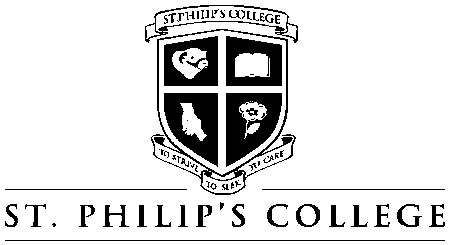 ST. PHILIP'S COLLEGE
TO STRIVE TO SEEK TO CARE
ST. PHILIP'S COLLEGE